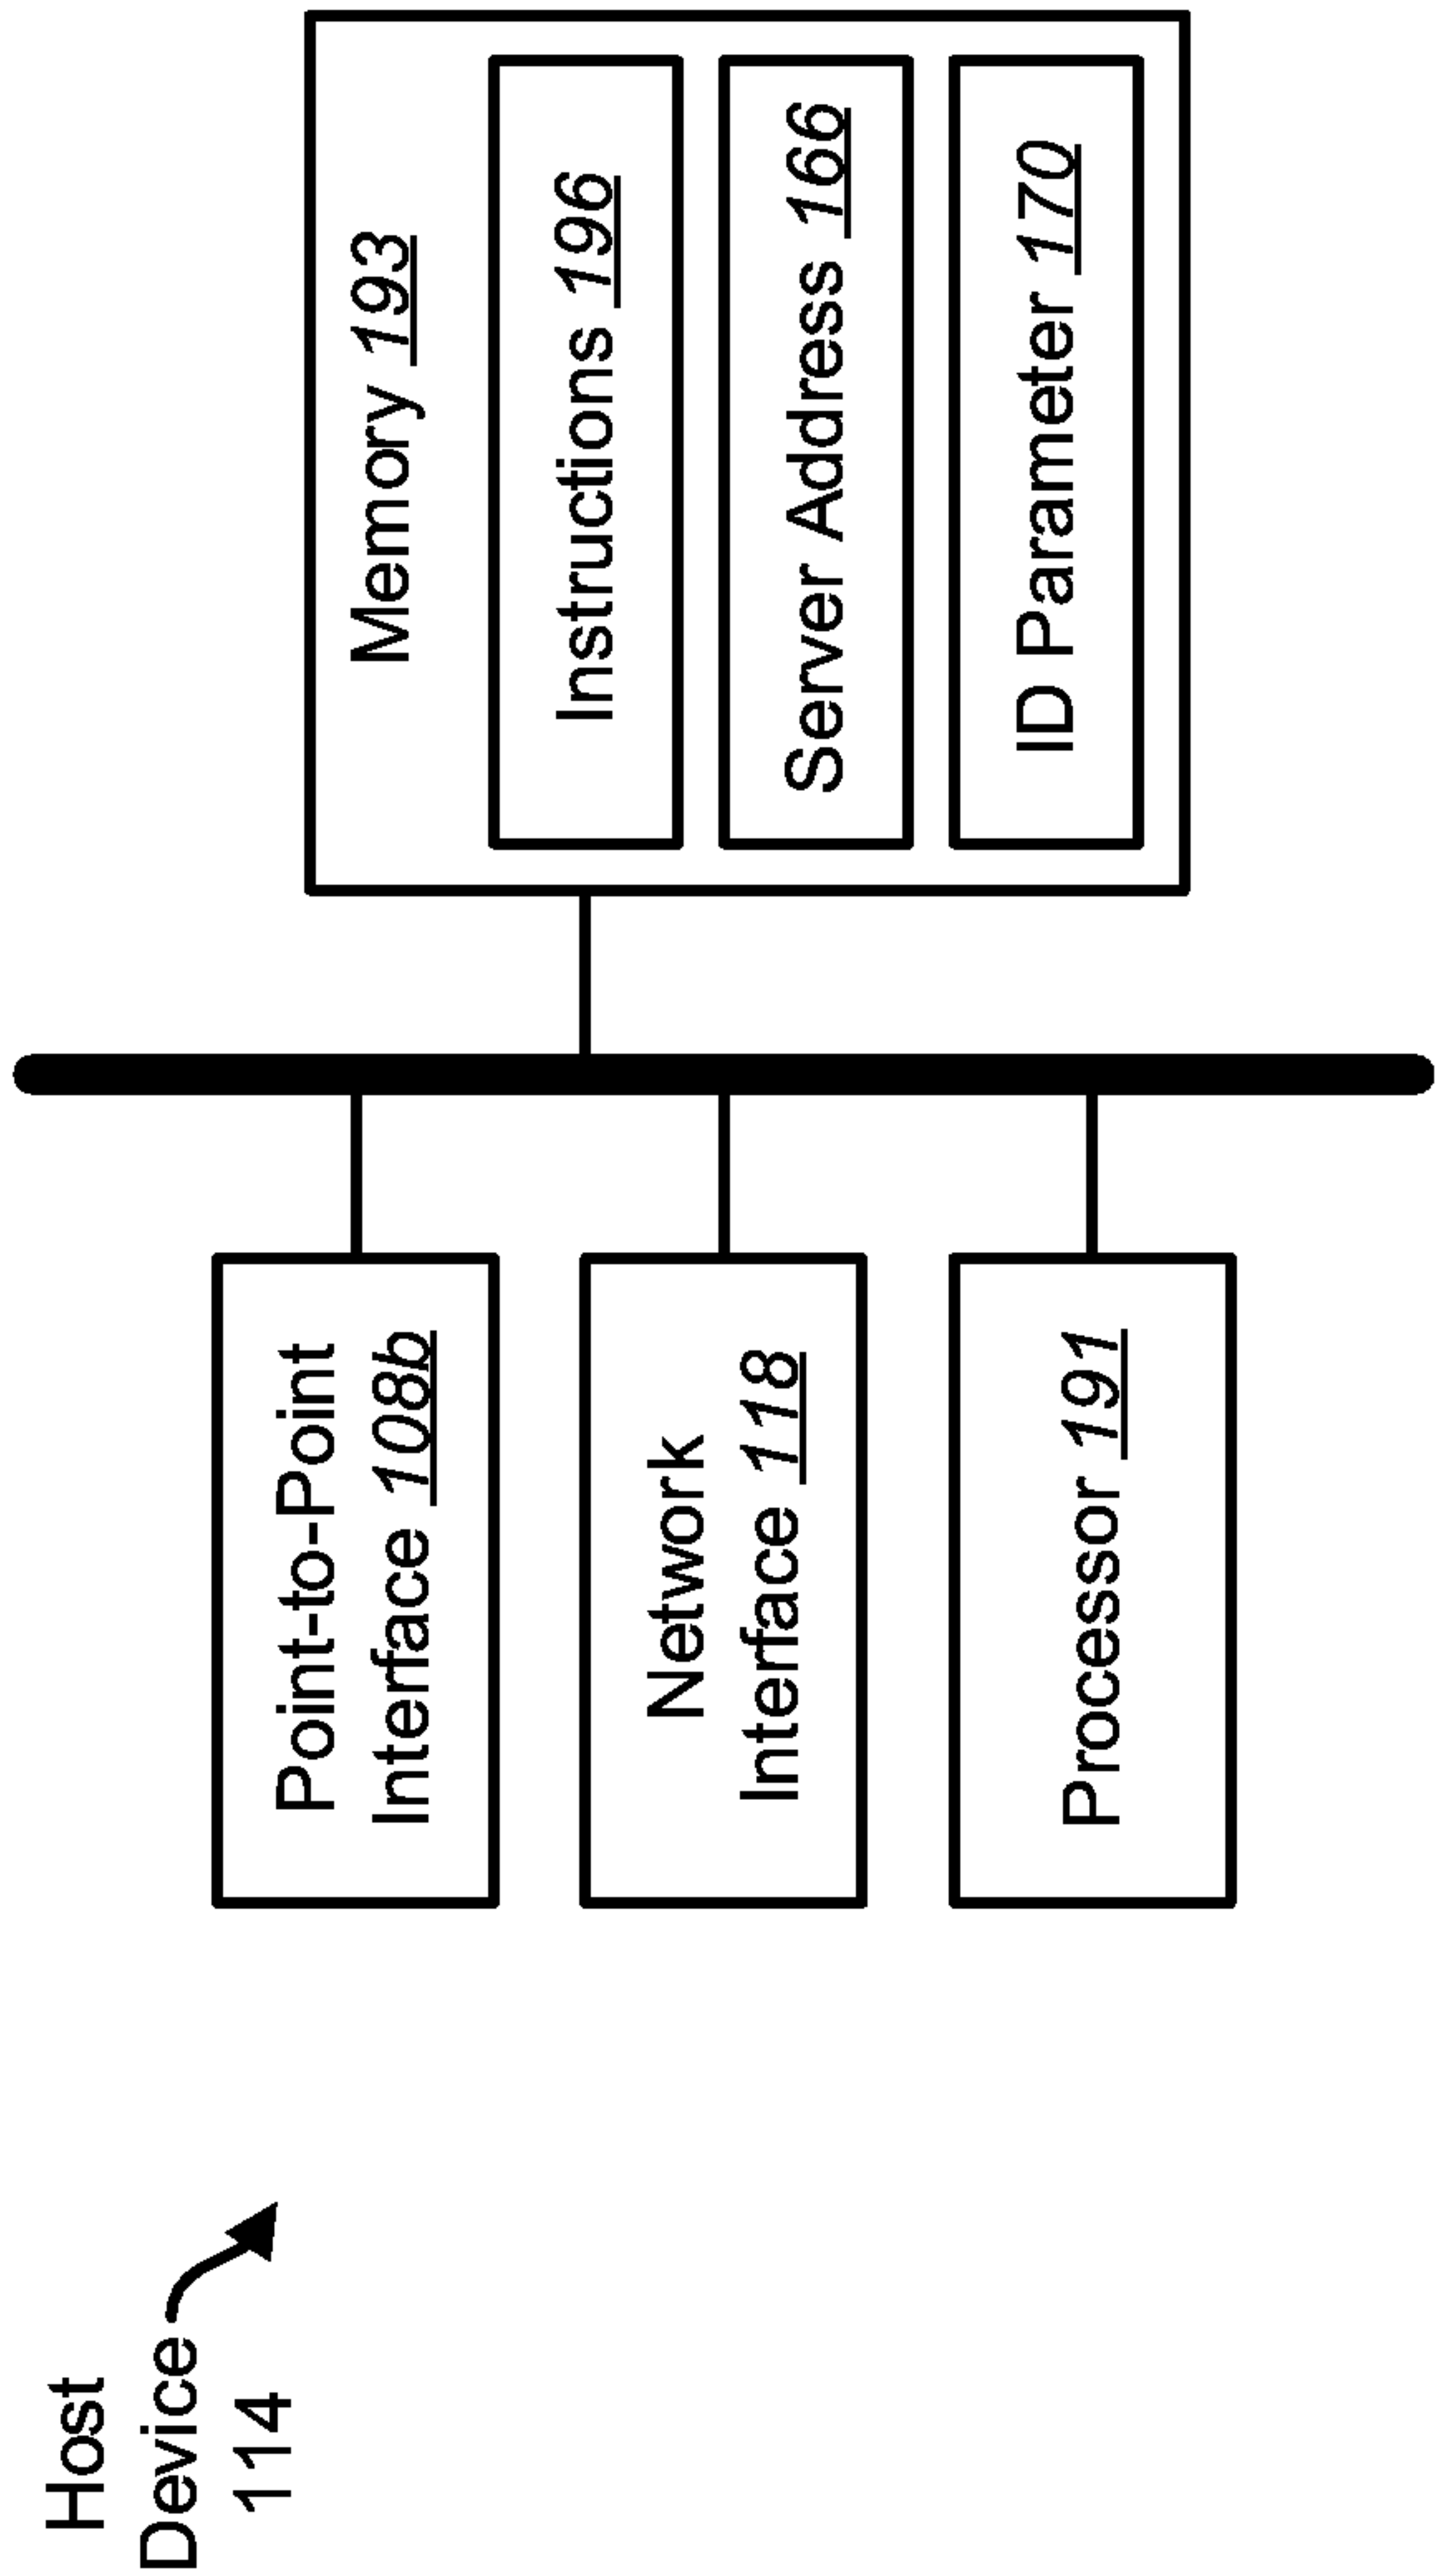 Host
Device
114
Point-to-Point
Interface 108b
Network
Interface 118
Processor 191
Memory 193
Instructions 196
Server Address 166
ID Parameter 170